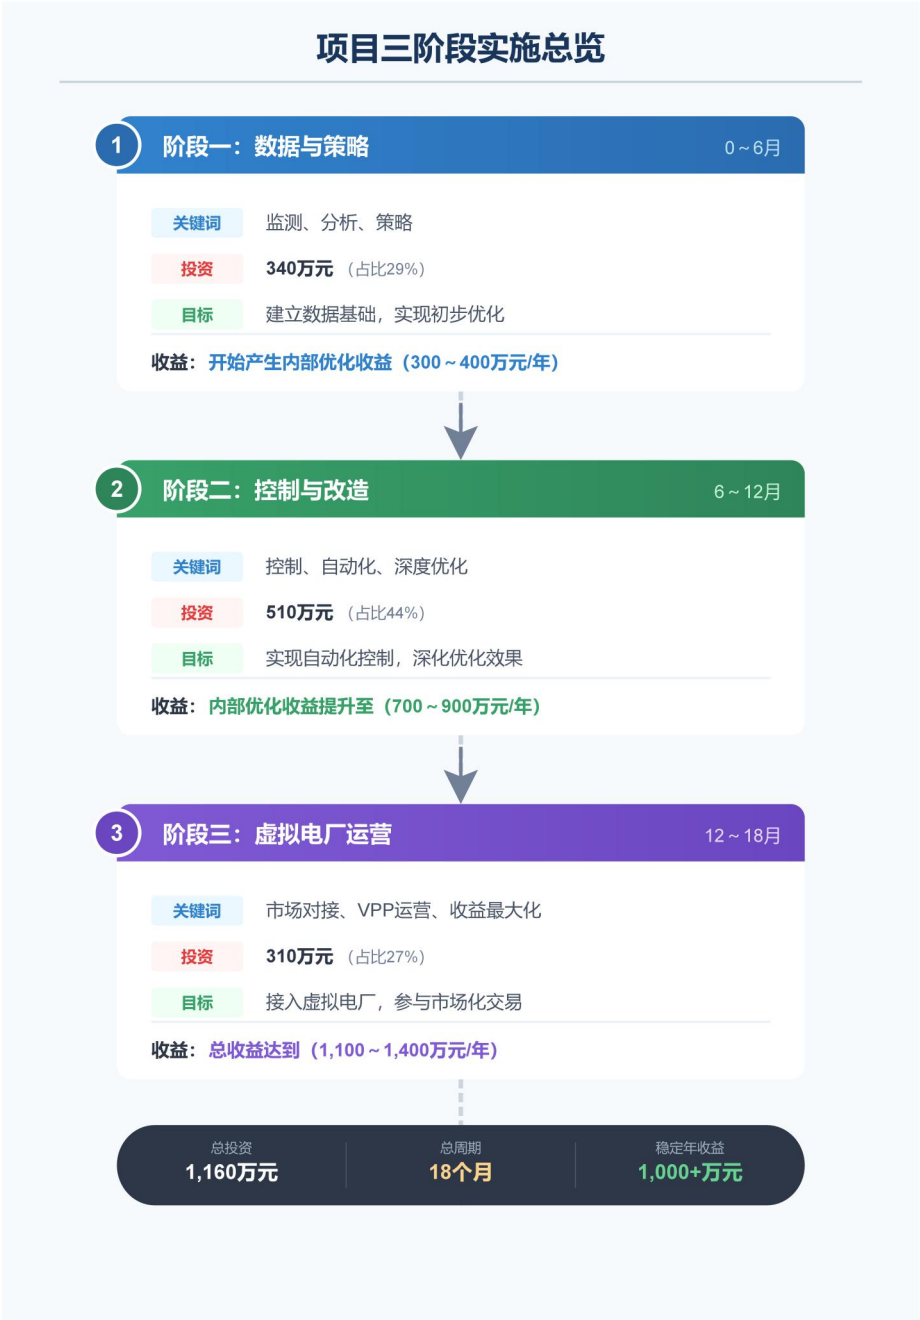 项目三阶段实施总览
1 阶段一：数据与策略 0～6月
关键词 监测、分析、策略
投资 340万元（占比29%）
目标 建立数据基础，实现初步优化
收益：开始产生内部优化收益（300～400万元/年）
2 阶段二：控制与改造 6～12月
关键词 控制、自动化、深度优化
投资 510万元（占比44%）
目标 实现自动化控制，深化优化效果
收益：内部优化收益提升至（700～900万元/年）
3 阶段三：虚拟电厂运营 12～18月
关键词 市场对接、VPP运营、收益最大化
投资 310万元（占比27%）
目标 接入虚拟电厂，参与市场化交易
收益：总收益达到（1,100～1,400万元/年）
总投资 总周期 稳定年收益
1,160万元 18个月 1,000+万元